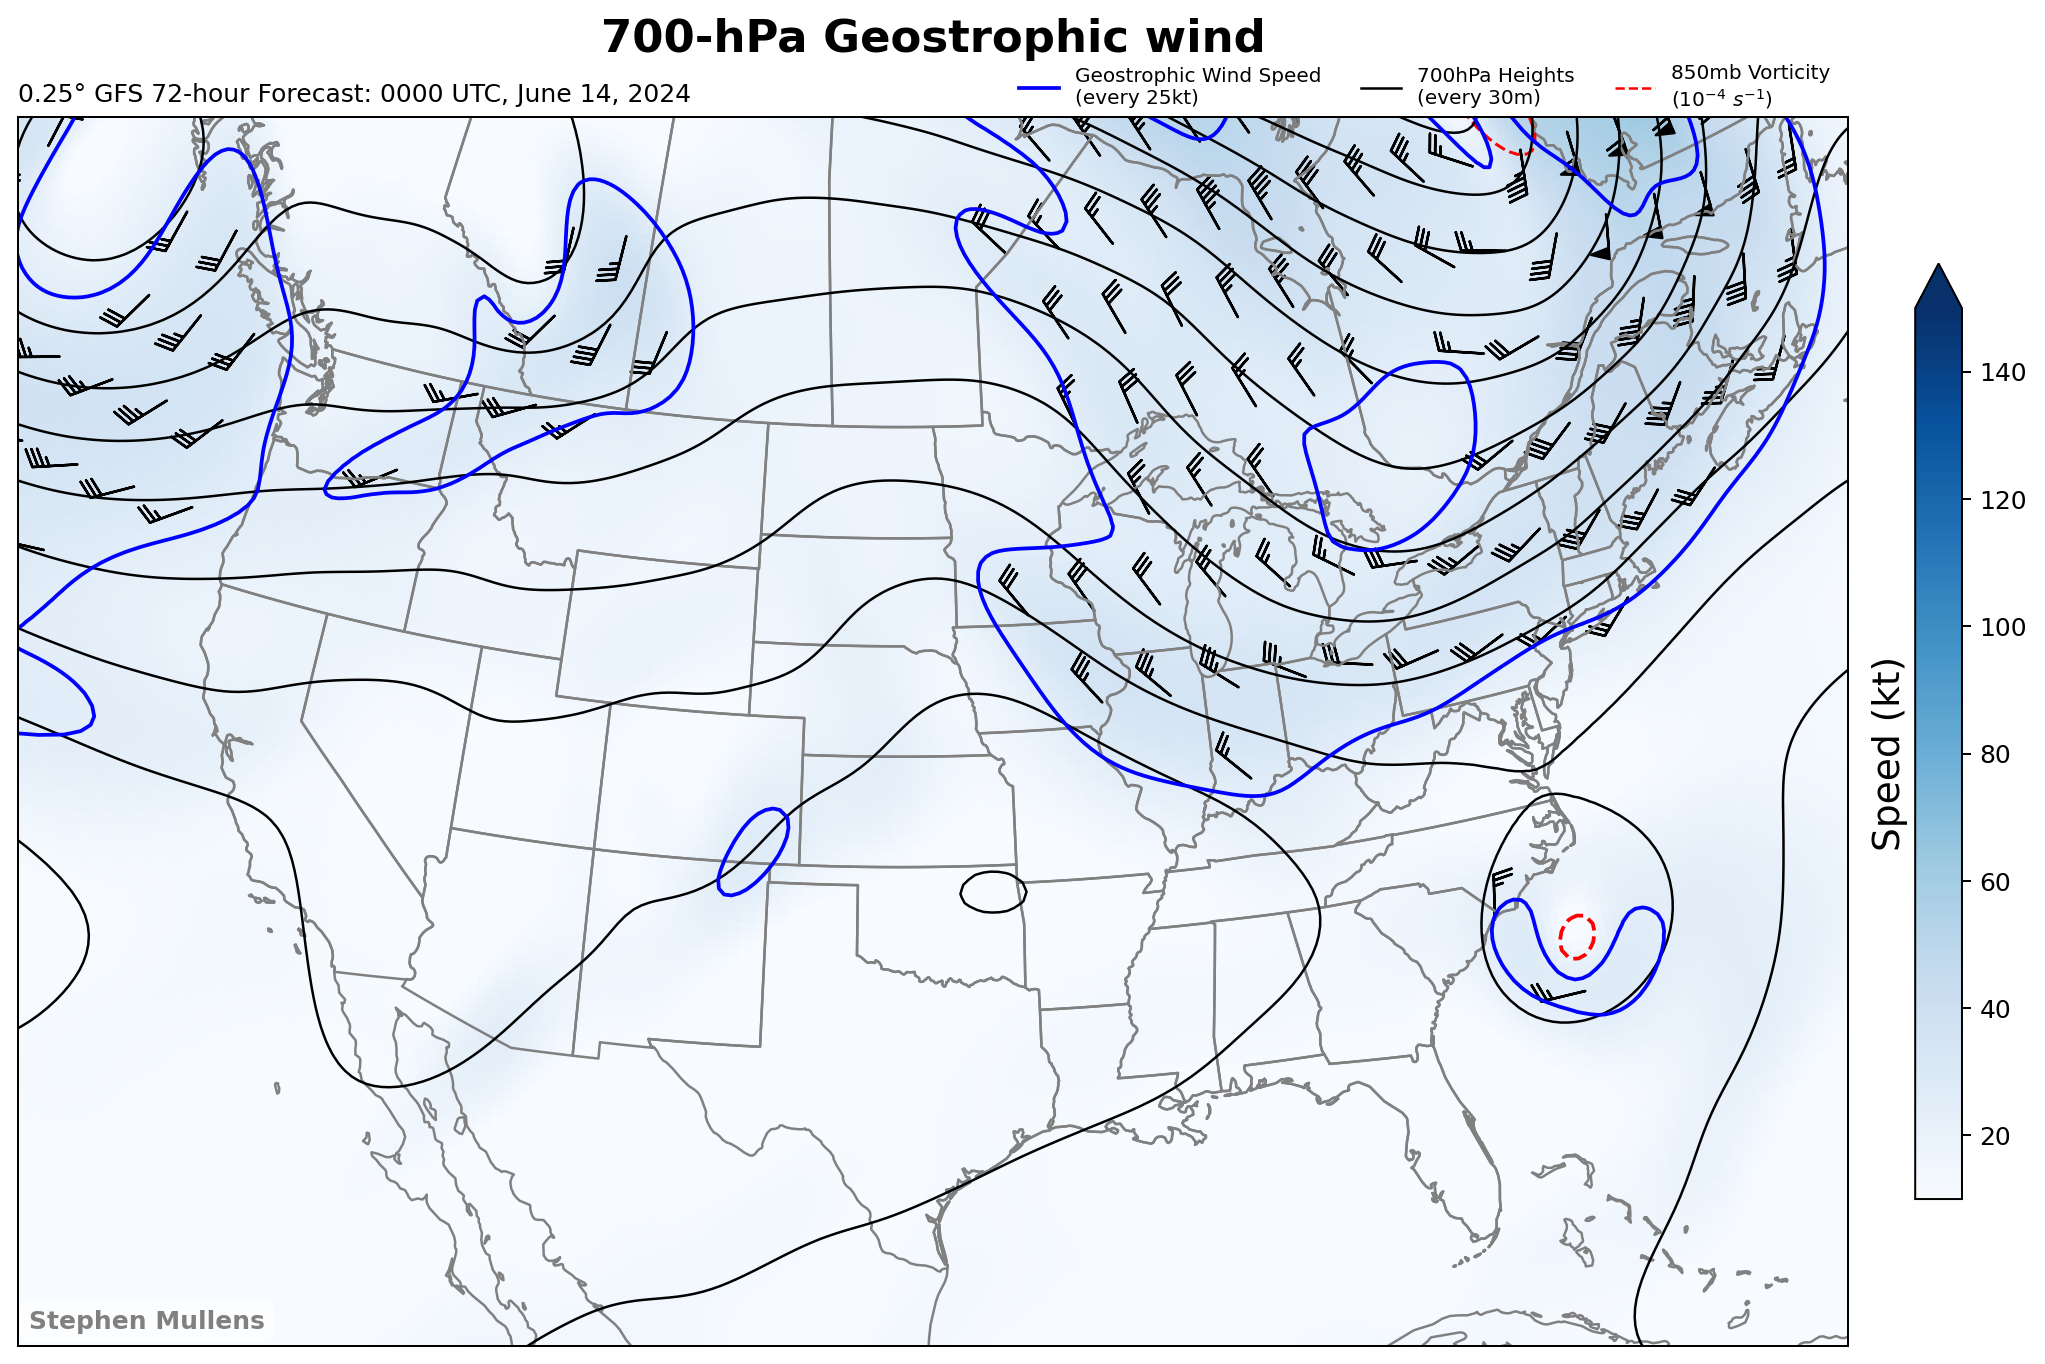 700-hPa Geostrophic wind
0.25° GFS 72-hour Forecast: 0000 UTC, June 14, 2024
Geostrophic Wind Speed
(every 25kt)
700hPa Heights
(every 30m)
850mb Vorticity
(10⁻⁴ s⁻¹)
140
120
100
80
60
40
20
Speed (kt)
Stephen Mullens